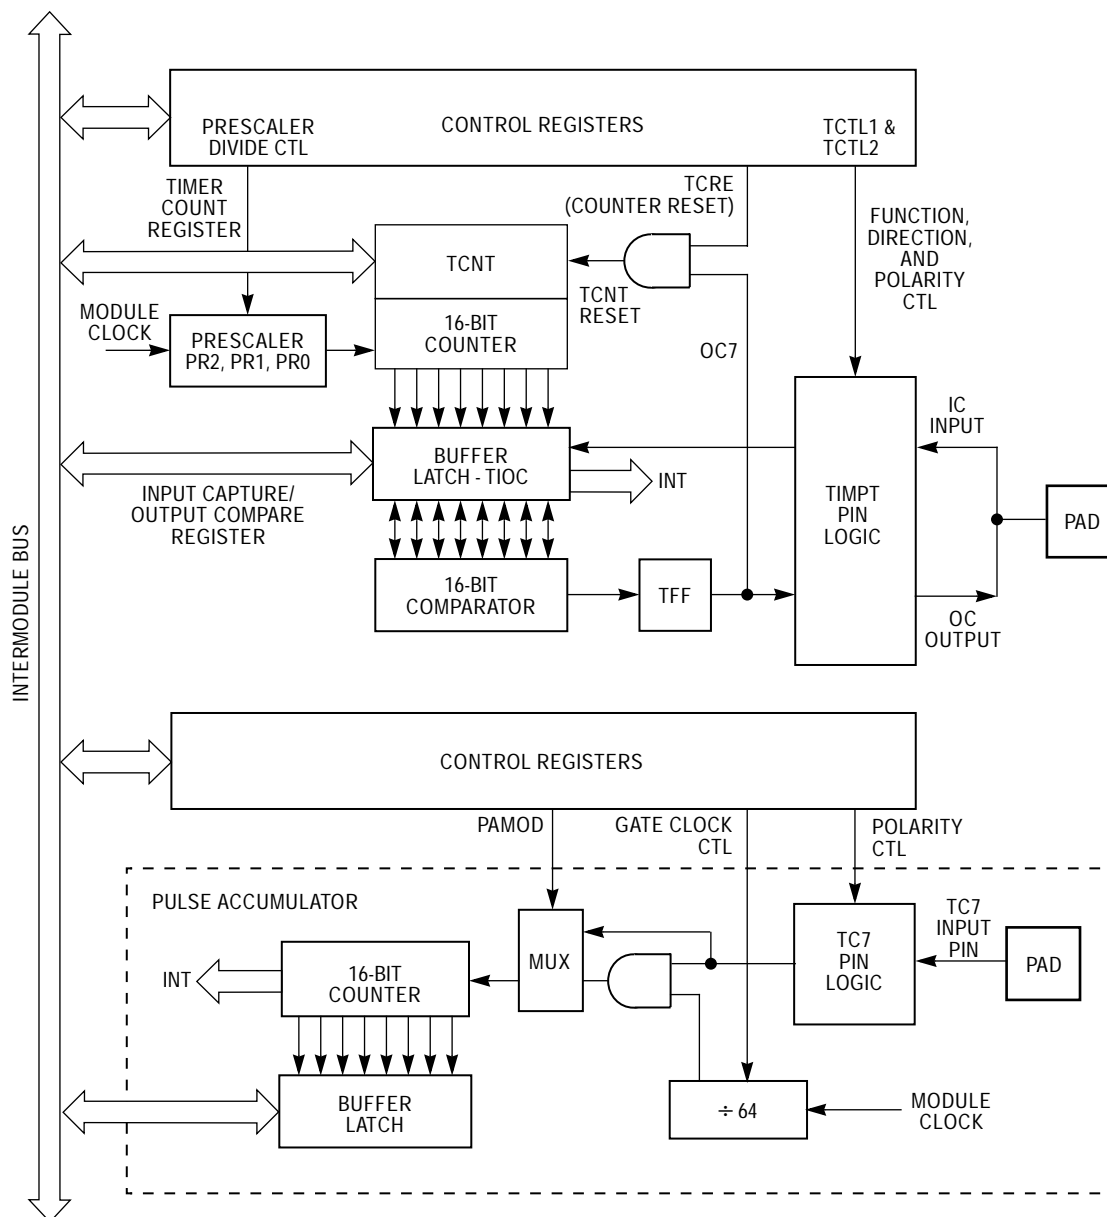 PRESCALER
DIVIDE CTL
CONTROL REGISTERS
TCTL1 &
TCTL2
TIMER
COUNT
REGISTER
TCRE
(COUNTER RESET)
FUNCTION,
DIRECTION,
AND
POLARITY
CTL
TCNT
TCNT
RESET
MODULE
CLOCK
PRESCALER
PR2, PR1, PR0
16-BIT
COUNTER
OC7
IC
INPUT
BUFFER
LATCH - TIOC
INT
INPUT CAPTURE/
OUTPUT COMPARE
REGISTER
TIMPT
PIN
LOGIC
PAD
16-BIT
COMPARATOR
TFF
OC
OUTPUT
INTERMODULE BUS
CONTROL REGISTERS
PAMOD
GATE CLOCK
CTL
POLARITY
CTL
PULSE ACCUMULATOR
INT
16-BIT
COUNTER
MUX
TC7
PIN
LOGIC
TC7
INPUT
PIN
PAD
BUFFER
LATCH
÷ 64
MODULE
CLOCK